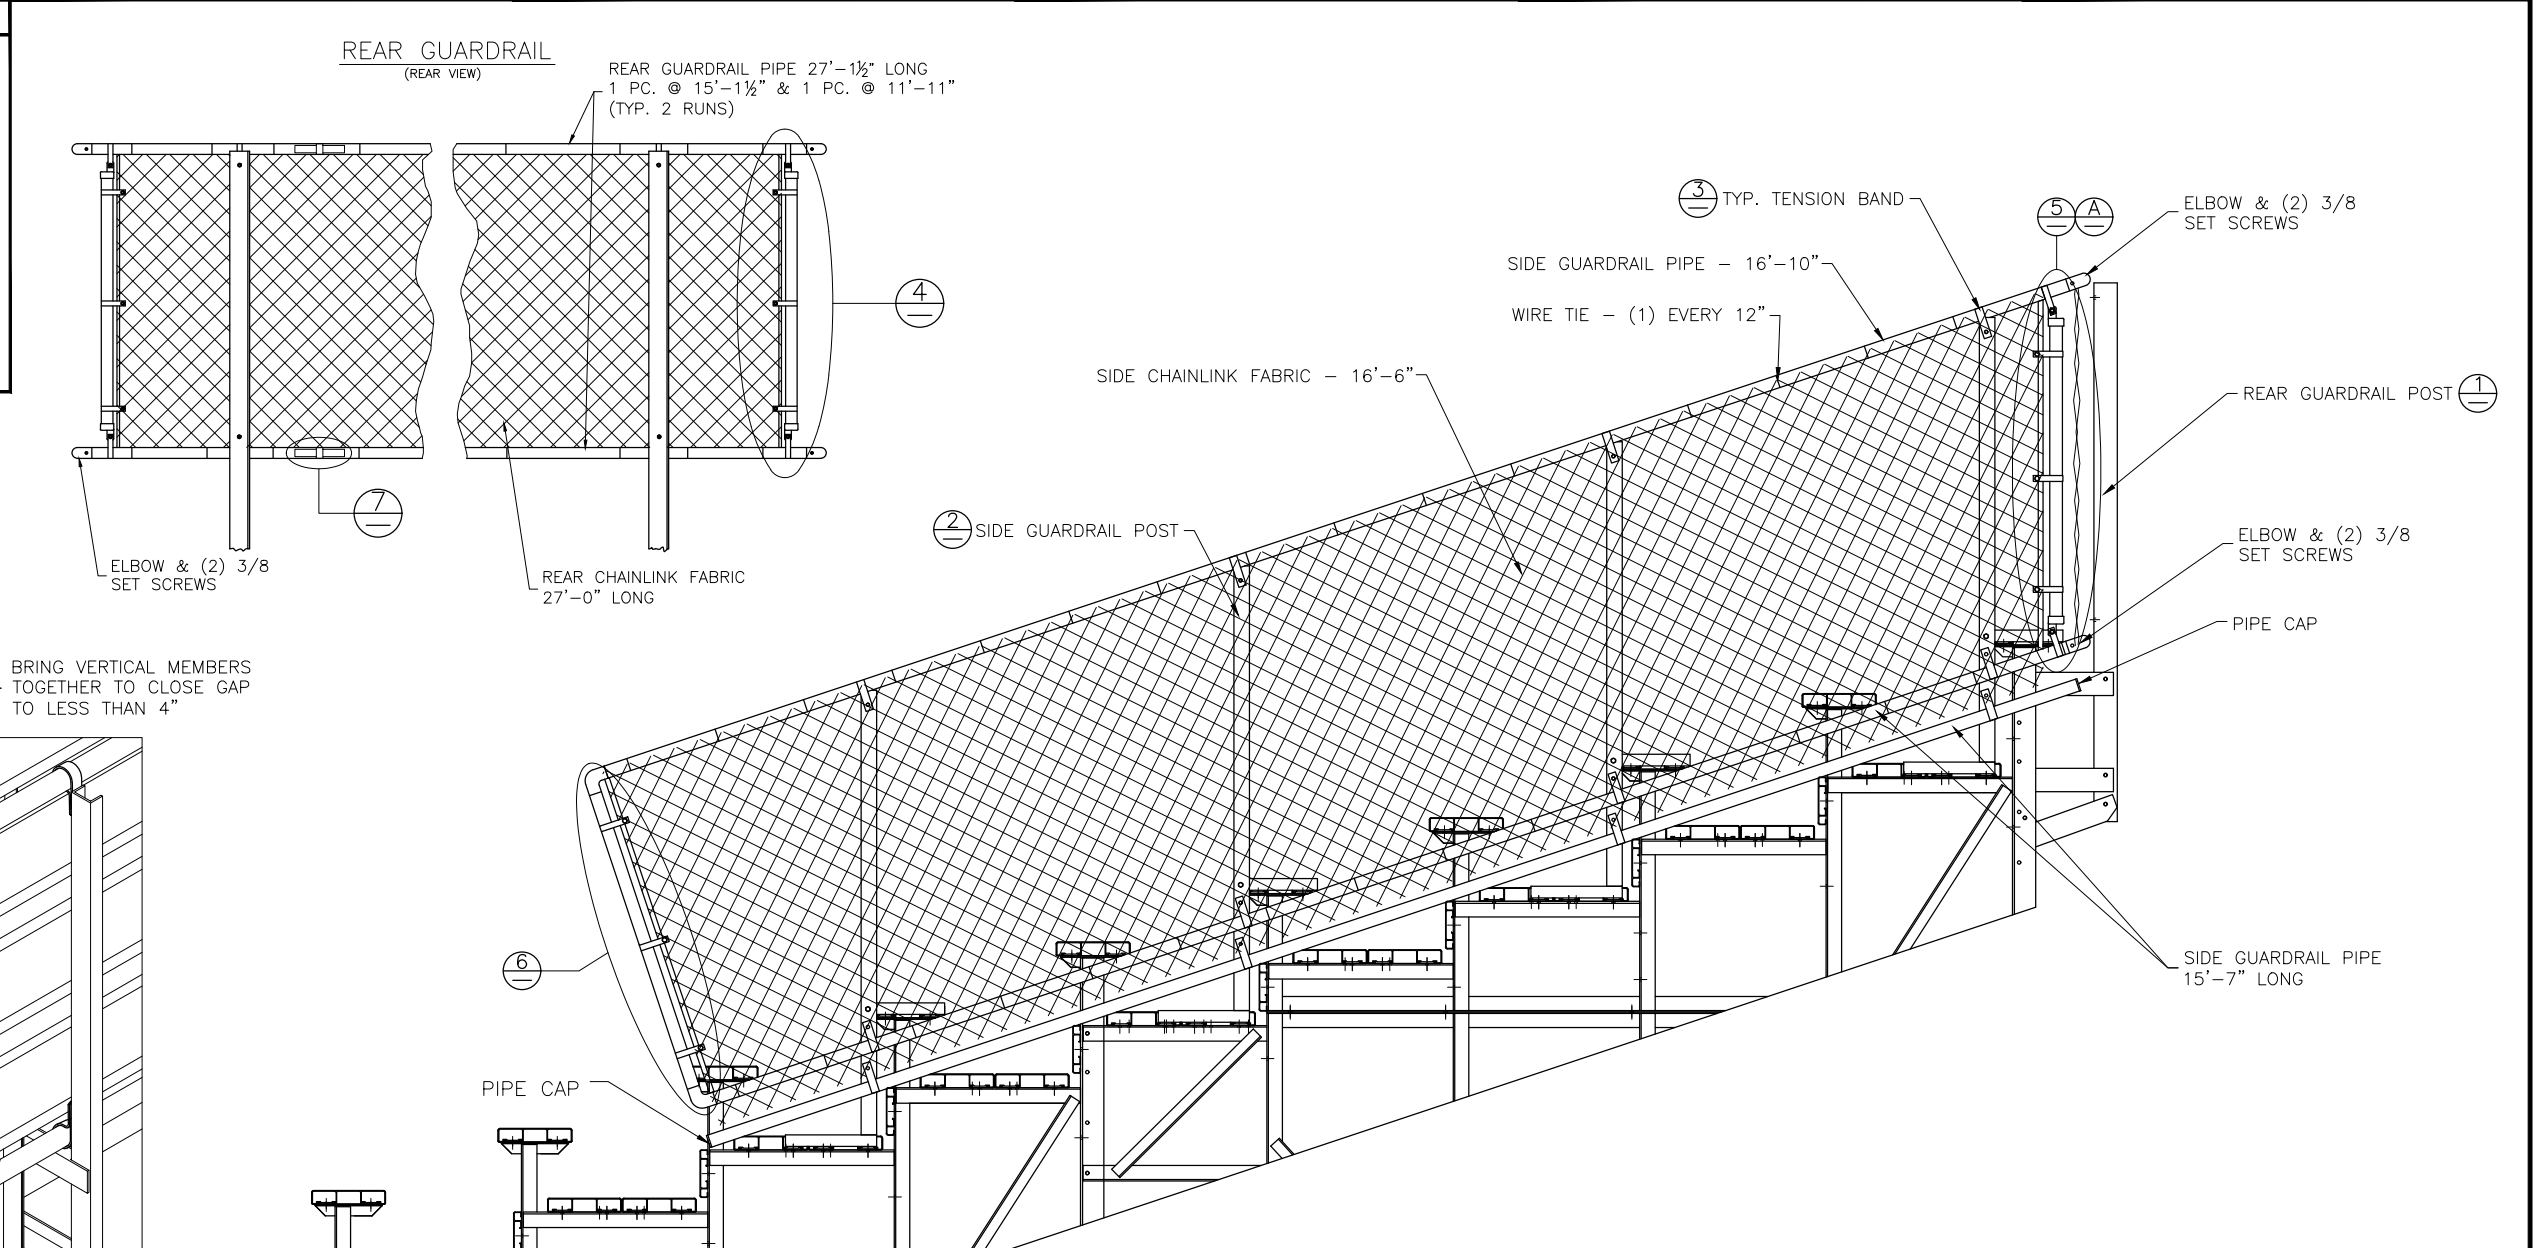 REAR GUARDRAIL
(REAR VIEW)
REAR GUARDRAIL PIPE 27'-1½" LONG
1 PC. @ 15'-1½" & 1 PC. @ 11'-11"
(TYP. 2 RUNS)
4
7
ELBOW & (2) 3/8
SET SCREWS
REAR CHAINLINK FABRIC
27'-0" LONG
3 TYP. TENSION BAND
5 A
ELBOW & (2) 3/8
SET SCREWS
SIDE GUARDRAIL PIPE - 16'-10"
WIRE TIE - (1) EVERY 12"
SIDE CHAINLINK FABRIC - 16'-6"
REAR GUARDRAIL POST 1
2 SIDE GUARDRAIL POST
ELBOW & (2) 3/8
SET SCREWS
PIPE CAP
BRING VERTICAL MEMBERS
TOGETHER TO CLOSE GAP
TO LESS THAN 4"
6
SIDE GUARDRAIL PIPE
15'-7" LONG
PIPE CAP